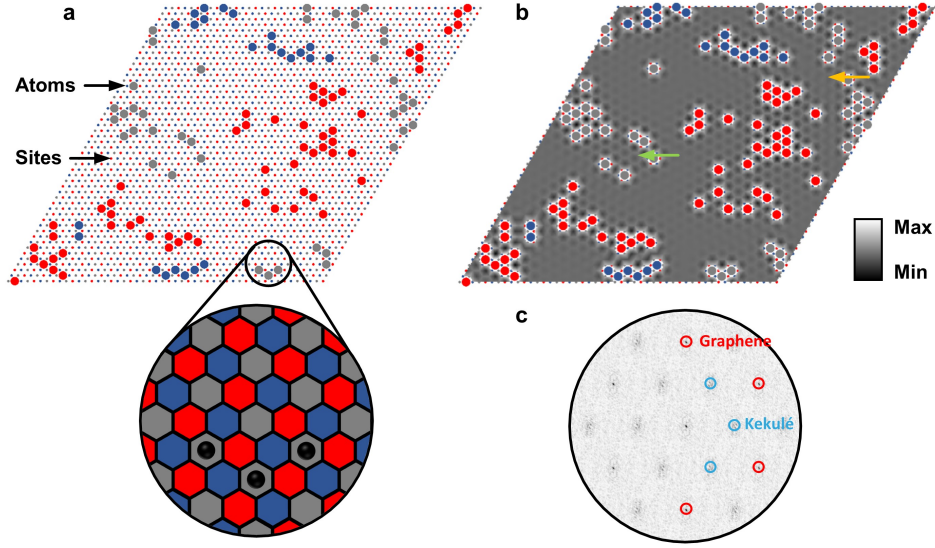 a
b
Atoms
Sites
Max
Min
c
Graphene
Kekulé